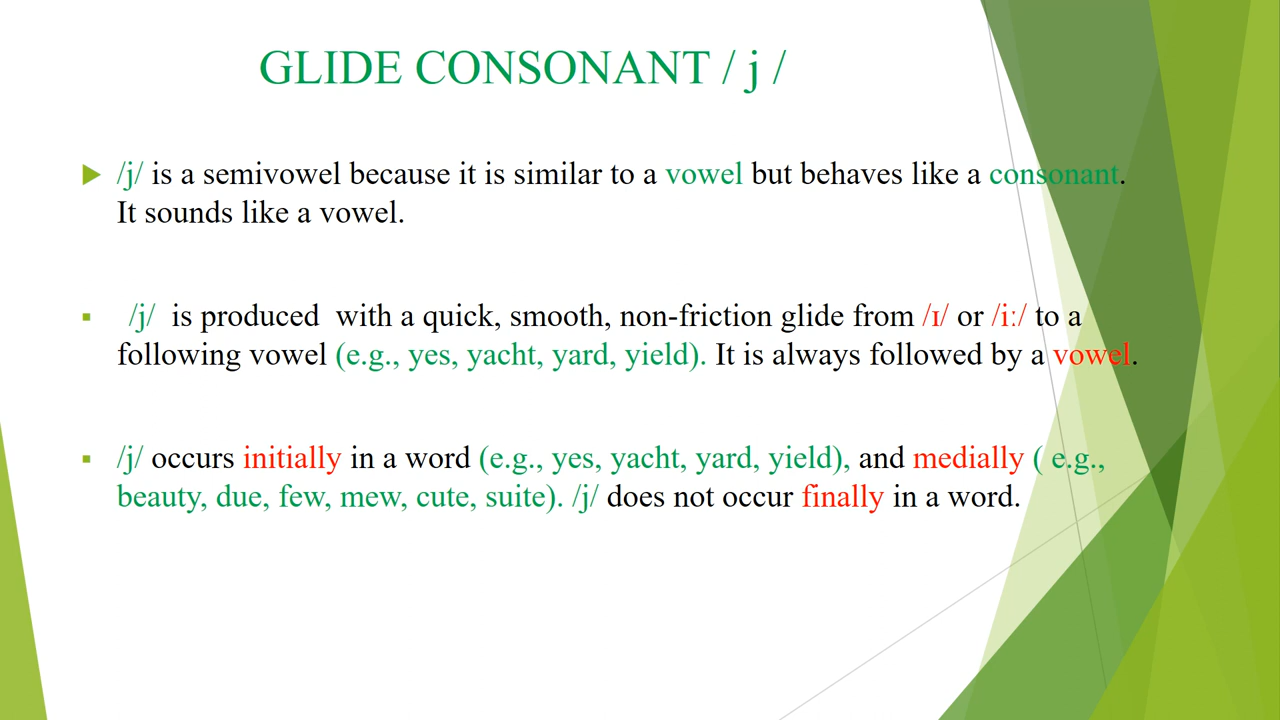 GLIDE CONSONANT / j /
/j/ is a semivowel because it is similar to a vowel but behaves like a consonant.
It sounds like a vowel.
/j/ is produced with a quick, smooth, non-friction glide from /ɪ/ or /iː/ to a
following vowel (e.g., yes, yacht, yard, yield). It is always followed by a vowel.
/j/ occurs initially in a word (e.g., yes, yacht, yard, yield), and medially ( e.g.,
beauty, due, few, mew, cute, suite). /j/ does not occur finally in a word.